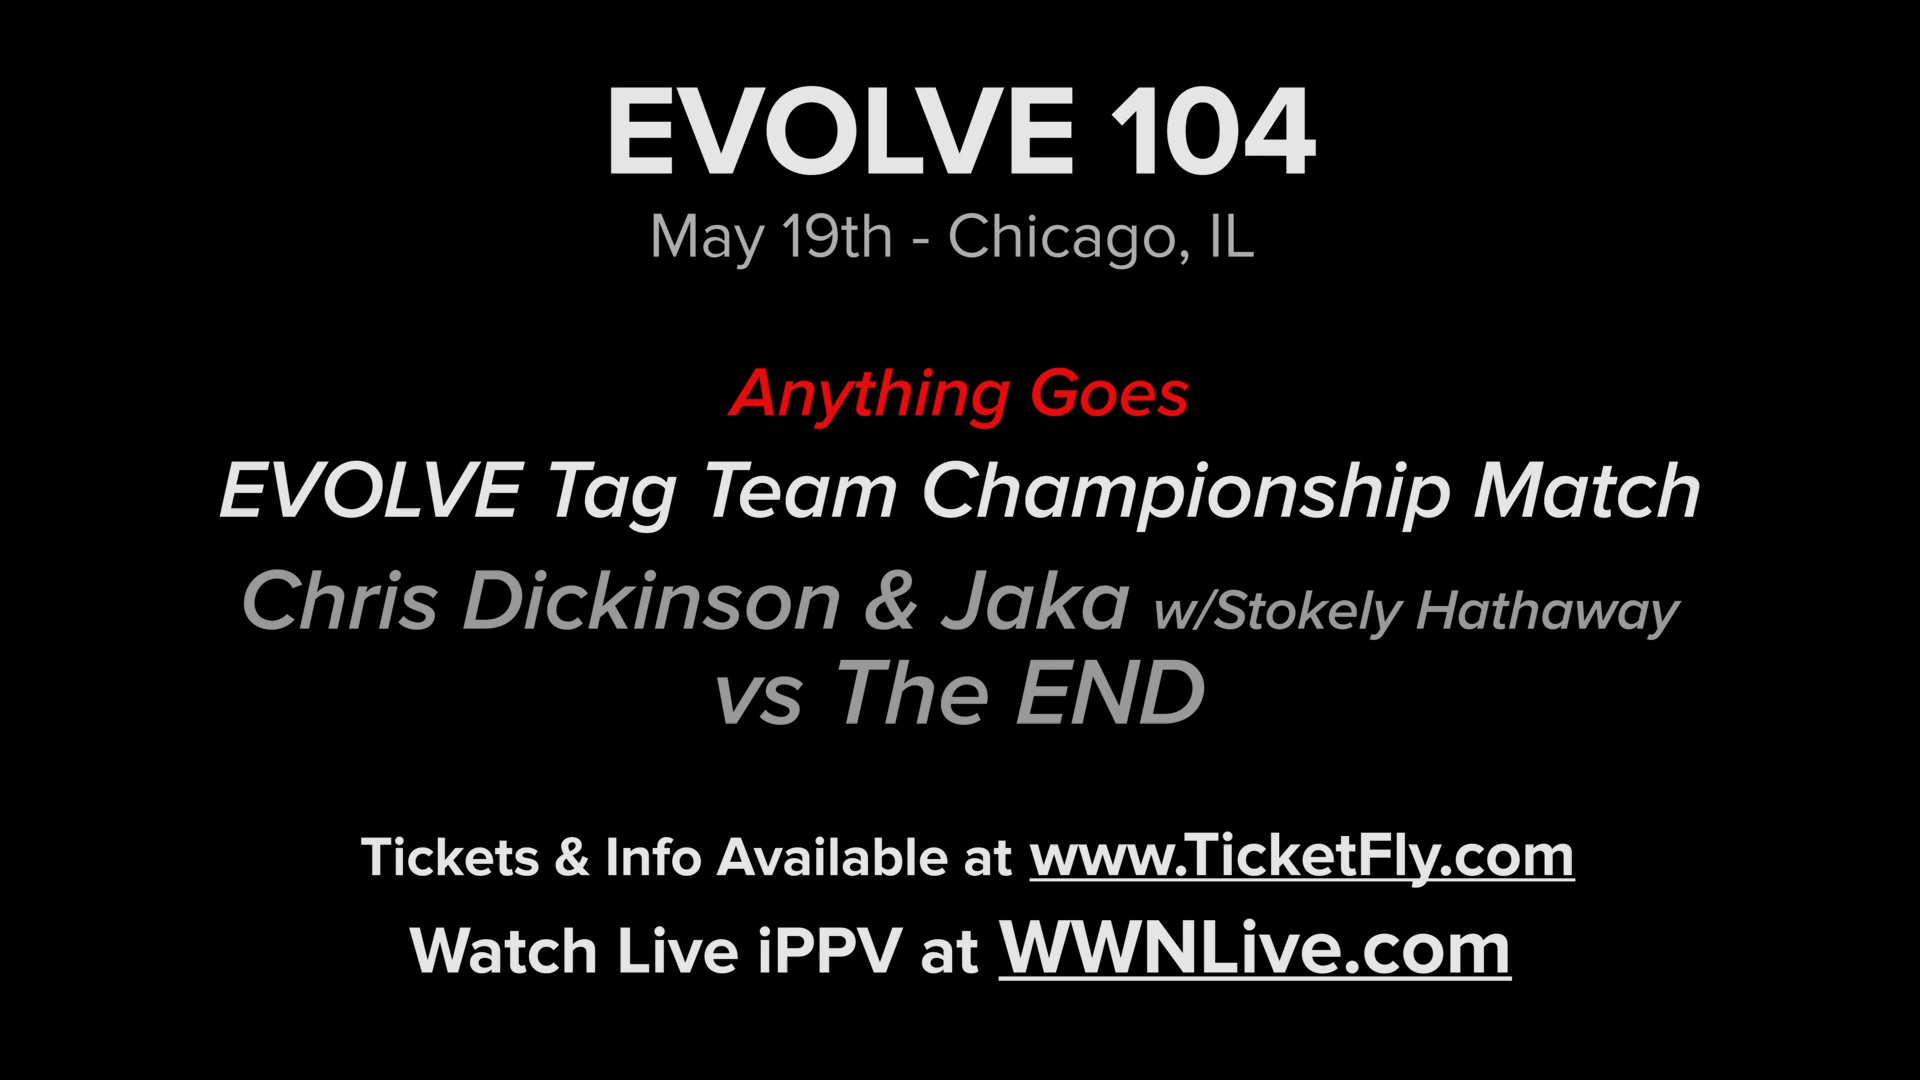 EVOLVE 104
May 19th - Chicago, IL
Anything Goes
EVOLVE Tag Team Championship Match
Chris Dickinson & Jaka w/Stokely Hathaway
vs The END
Tickets & Info Available at www.TicketFly.com
Watch Live iPPV at WWNLive.com